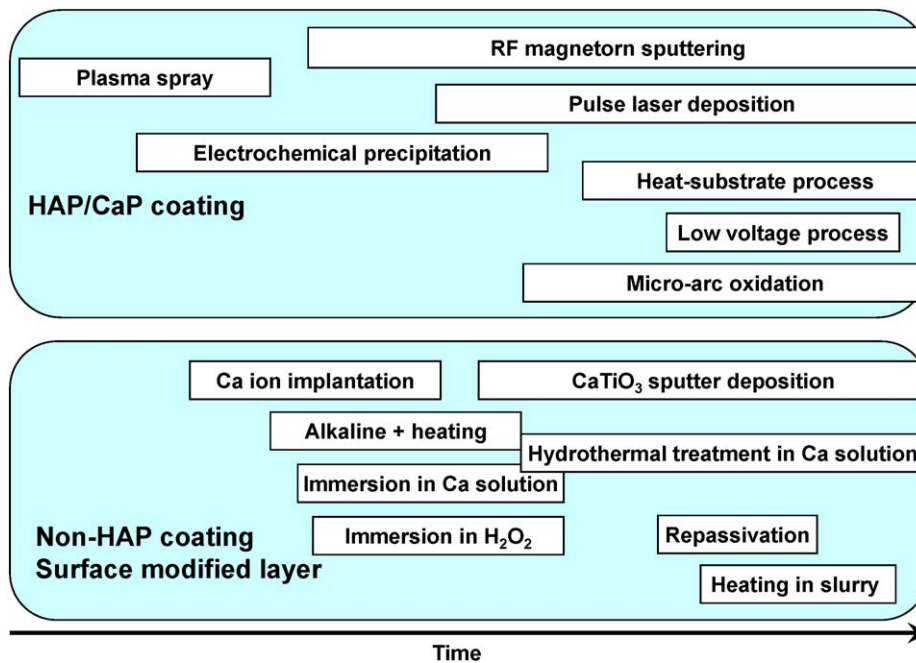 RF magnetorn sputtering
Plasma spray
Pulse laser deposition
Electrochemical precipitation
Heat-substrate process
HAP/CaP coating
Low voltage process
Micro-arc oxidation
Ca ion implantation
CaTiO₃ sputter deposition
Alkaline + heating
Hydrothermal treatment in Ca solution
Immersion in Ca solution
Immersion in H₂O₂
Repassivation
Non-HAP coating
Surface modified layer
Heating in slurry
Time